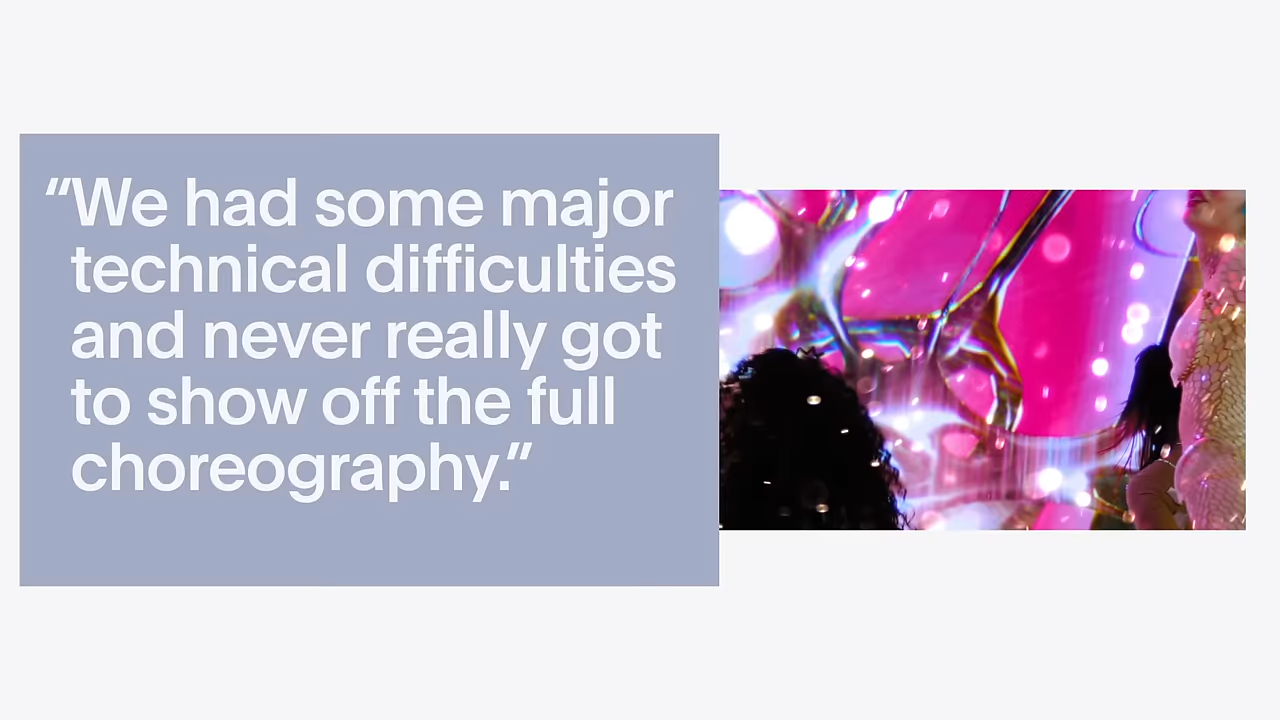 “We had some major
technical difficulties
and never really got
to show off the full
choreography.”